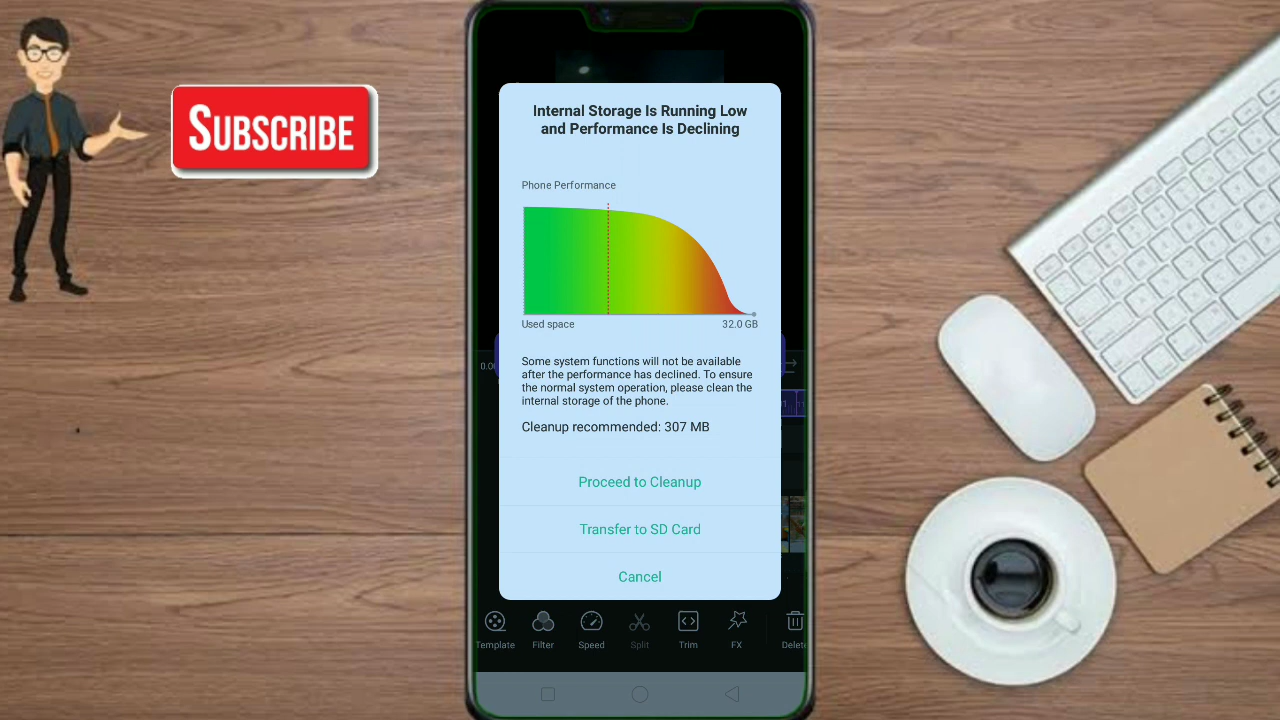 SUBSCRIBE
Internal Storage Is Running Low
and Performance Is Declining
Phone Performance
Used space
32.0 GB
Some system functions will not be available
after the performance has declined. To ensure
the normal system operation, please clean the
internal storage of the phone.
Cleanup recommended: 307 MB
Proceed to Cleanup
Transfer to SD Card
Cancel
Template
Filter
Speed
Split
Trim
FX
Delete